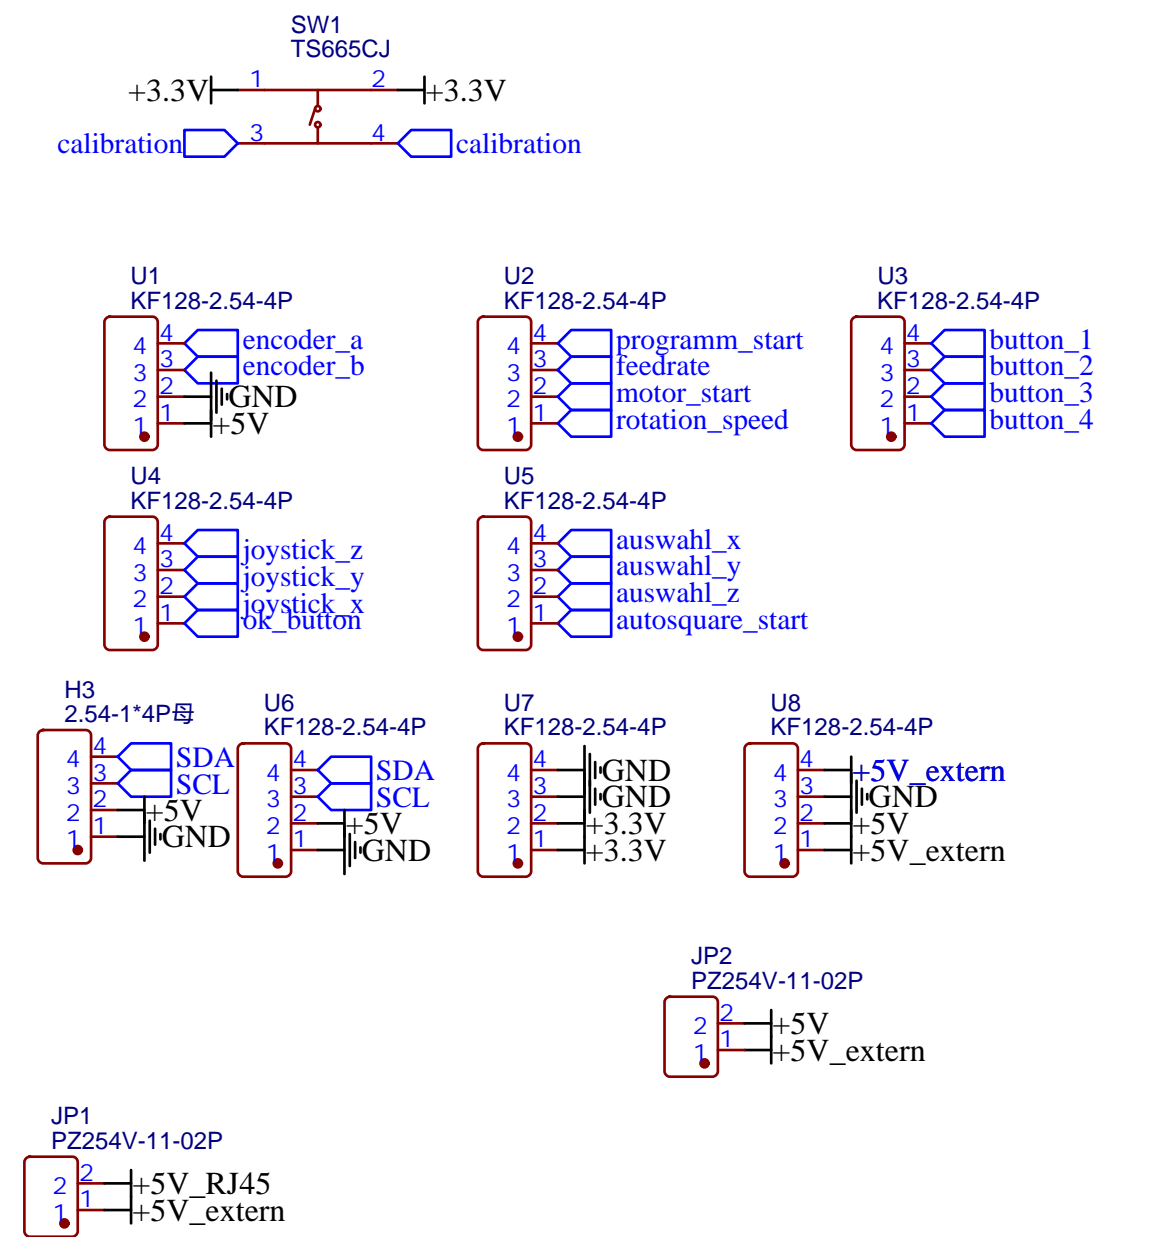 SW1
TS665CJ
+3.3V 1 2 +3.3V
calibration 3 4 calibration
U1
KF128-2.54-4P
4 4 encoder_a
3 3 encoder_b
2 2 GND
1 1 +5V
U2
KF128-2.54-4P
4 4 programm_start
3 3 feedrate
2 2 motor_start
1 1 rotation_speed
U3
KF128-2.54-4P
4 4 button_1
3 3 button_2
2 2 button_3
1 1 button_4
U4
KF128-2.54-4P
4 4 joystick_z
3 3 joystick_y
2 2 joystick_x
1 1 ok_button
U5
KF128-2.54-4P
4 4 auswahl_x
3 3 auswahl_y
2 2 auswahl_z
1 1 autosquare_start
H3
2.54-1*4P母
4 4 SDA
3 3 SCL
2 2 +5V
1 1 GND
U6
KF128-2.54-4P
4 4 SDA
3 3 SCL
2 2 +5V
1 1 GND
U7
KF128-2.54-4P
4 4 GND
3 3 GND
2 2 +3.3V
1 1 +3.3V
U8
KF128-2.54-4P
4 4 +5V_extern
3 3 GND
2 2 +5V
1 1 +5V_extern
JP2
PZ254V-11-02P
2 2 +5V
1 1 +5V_extern
JP1
PZ254V-11-02P
2 2 +5V_RJ45
1 1 +5V_extern